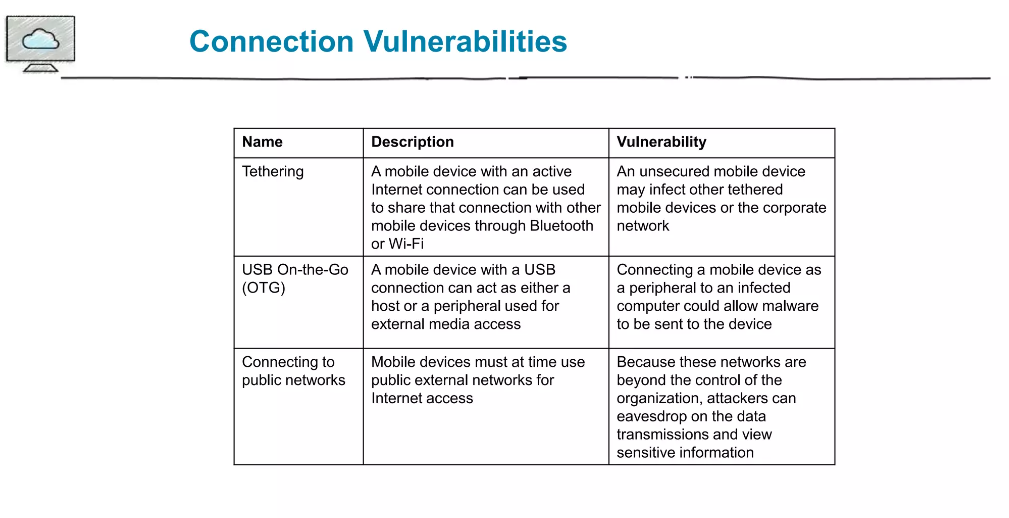 Connection Vulnerabilities
Name
Description
Vulnerability
Tethering
A mobile device with an active
Internet connection can be used
to share that connection with other
mobile devices through Bluetooth
or Wi-Fi
An unsecured mobile device
may infect other tethered
mobile devices or the corporate
network
USB On-the-Go
(OTG)
A mobile device with a USB
connection can act as either a
host or a peripheral used for
external media access
Connecting a mobile device as
a peripheral to an infected
computer could allow malware
to be sent to the device
Connecting to
public networks
Mobile devices must at time use
public external networks for
Internet access
Because these networks are
beyond the control of the
organization, attackers can
eavesdrop on the data
transmissions and view
sensitive information